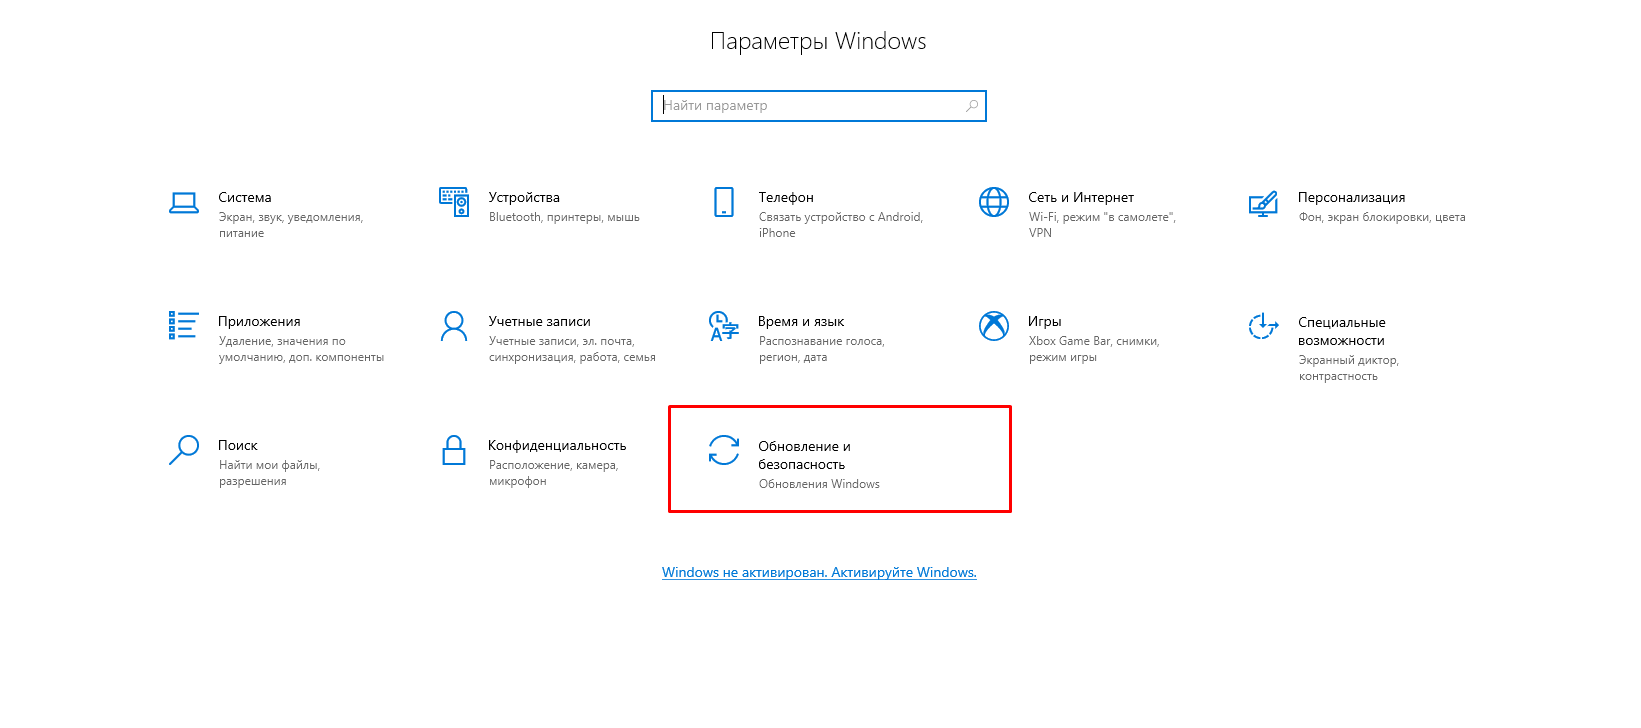 Параметры Windows
Найти параметр
Система
Экран, звук, уведомления,
питание
Устройства
Bluetooth, принтеры, мышь
Телефон
Связать устройство с Android,
iPhone
Сеть и Интернет
Wi-Fi, режим "в самолете",
VPN
Персонализация
Фон, экран блокировки, цвета
Приложения
Удаление, значения по
умолчанию, доп. компоненты
Учетные записи
Учетные записи, эл. почта,
синхронизация, работа, семья
Время и язык
Распознавание голоса,
регион, дата
Игры
Xbox Game Bar, снимки,
режим игры
Специальные
возможности
Экранный диктор,
контрастность
Поиск
Найти мои файлы,
разрешения
Конфиденциальность
Расположение, камера,
микрофон
Обновление и
безопасность
Обновления Windows
Windows не активирован. Активируйте Windows.